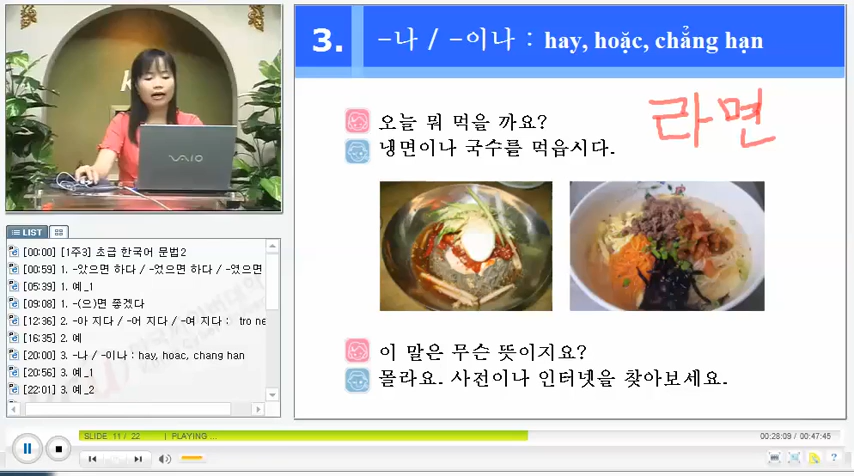 3. -나 / -이나 : hay, hoặc, chẳng hạn
라면
오늘 뭐 먹을 까요?
냉면이나 국수를 먹읍시다.
VAIO
이 말은 무슨 뜻이지요?
몰라요. 사전이나 인터넷을 찾아보세요.
LIST
[00:00] [1주3] 초급 한국어 문법2
[00:59] 1. -았으면 하다 / -었으면 하다 / -였으면
[05:39] 1. 예_1
[09:08] 1. -(으)면 좋겠다
[12:36] 2. -아 지다 / -어 지다 / -여 지다 : tro ne
[16:35] 2. 예
[20:00] 3. -나 / -이나 : hay, hoac, chang han
[20:56] 3. 예_1
[22:01] 3. 예_2
SLIDE 11 / 22 | PLAYING ...
00:28:09 / 00:47:45